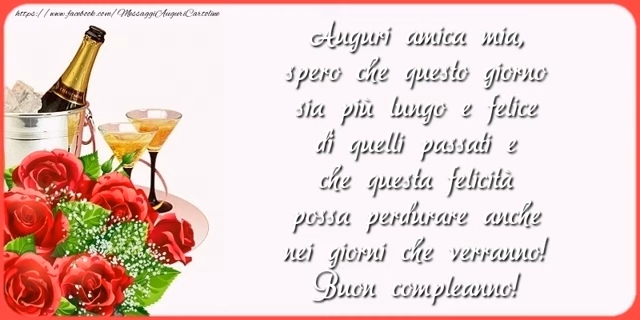 https://www.facebook.com/MessaggiAuguriCartoline
Auguri amica mia,
spero che questo giorno
sia più lungo e felice
di quelli passati e
che questa felicità
possa perdurare anche
nei giorni che verranno!
Buon compleanno!